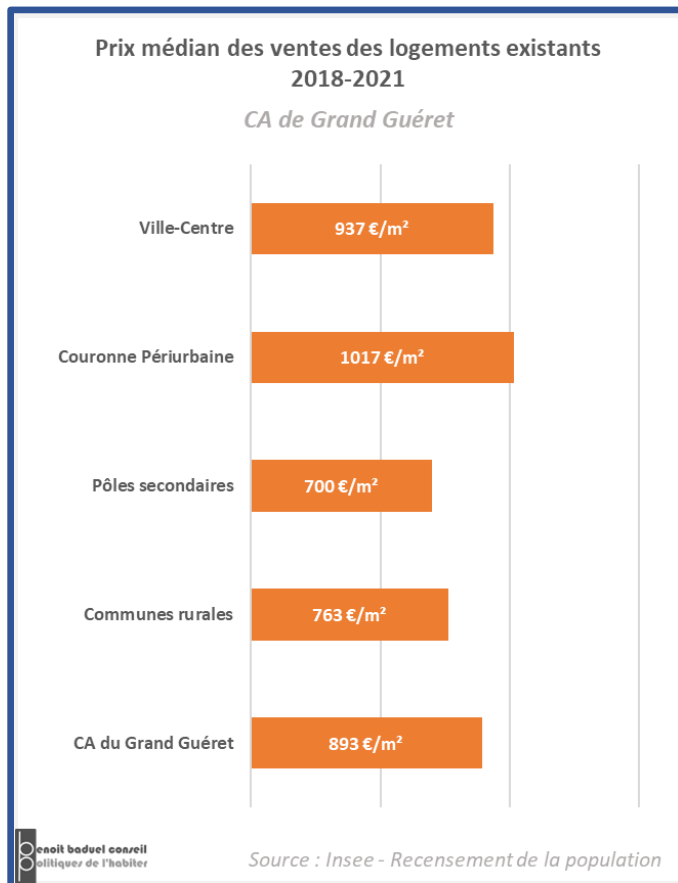 Prix médian des ventes des logements existants
2018-2021
CA de Grand Guéret
Ville-Centre
937 €/m²
Couronne Périurbaine
1017 €/m²
Pôles secondaires
700 €/m²
Communes rurales
763 €/m²
CA du Grand Guéret
893 €/m²
benoit baduel conseil
politiques de l'habiter
Source : Insee - Recensement de la population